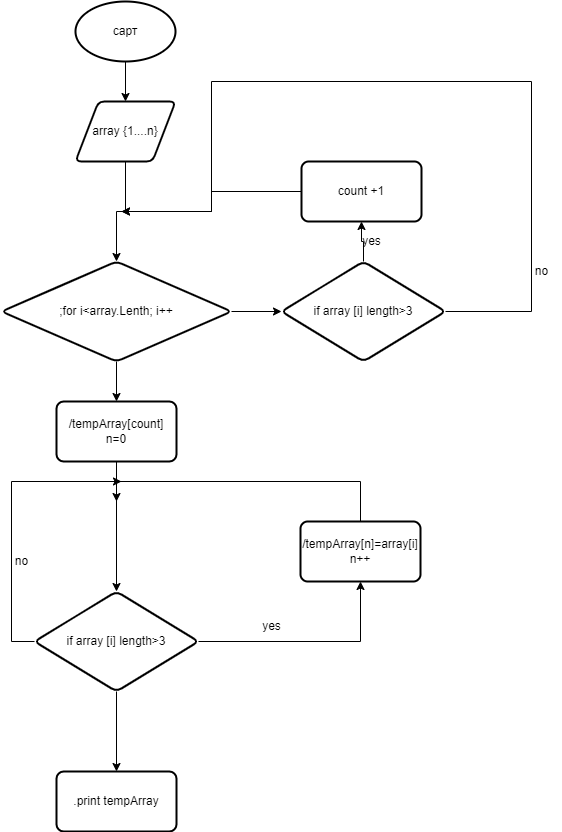 сарт
array {1....n}
count +1
yes
no
;for i<array.Lenth; i++
if array [i] length>3
/tempArray[count]
n=0
/tempArray[n]=array[i]
n++
no
yes
if array [i] length>3
.print tempArray